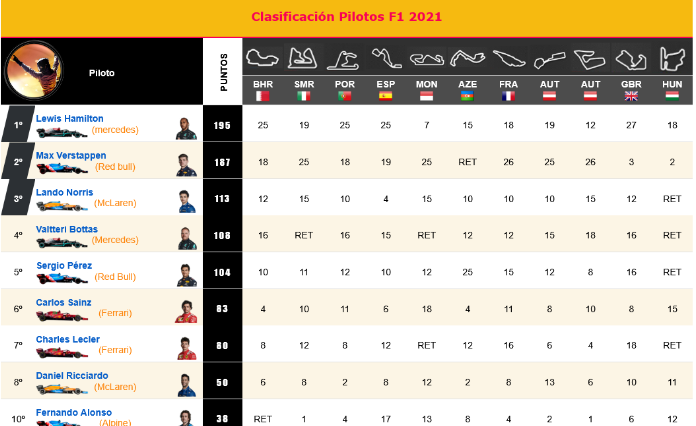 Clasificación Pilotos F1 2021
Piloto PUNTOS BHR SMR POR ESP MON AZE FRA AUT AUT GBR HUN
1º Lewis Hamilton (mercedes) 195 25 19 25 25 7 15 18 19 12 27 18
2º Max Verstappen (Red bull) 187 18 25 18 19 25 RET 26 25 26 3 2
3º Lando Norris (McLaren) 113 12 15 10 4 15 10 10 10 15 12 RET
4º Valtteri Bottas (Mercedes) 108 16 RET 16 15 RET 12 12 15 18 16 RET
5º Sergio Pérez (Red Bull) 104 10 11 12 10 12 25 15 12 8 16 RET
6º Carlos Sainz (Ferrari) 83 4 10 11 6 18 4 11 8 10 8 15
7º Charles Lecler (Ferrari) 80 8 12 8 12 RET 12 16 6 4 18 RET
8º Daniel Ricciardo (McLaren) 50 6 8 2 8 12 2 8 13 6 10 11
10º Fernando Alonso (Alpine) 38 RET 1 4 17 13 8 4 2 1 6 12